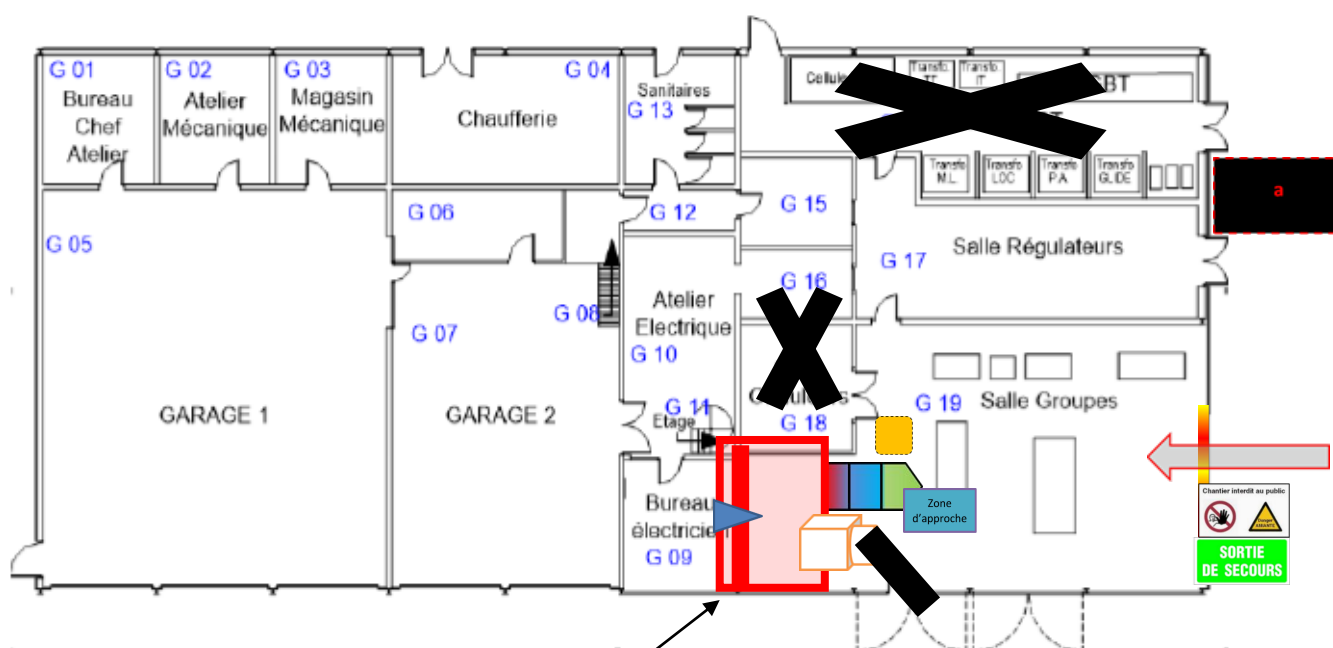 G 01
Bureau
Chef
Atelier
G 02
Atelier
Mécanique
G 03
Magasin
Mécanique
G 04
Chaufferie
Sanitaires
G 13
Cellule
Transfo
TT
Transfo
IT
GBT
Transfo
M.L.
Transfo
LOC
Transfo
P.A
Transfo
GLIDE
a
G 05
G 06
G 12
G 15
G 17
Salle Régulateurs
G 16
G 08
G 07
Atelier
Electrique
G 10
G 11
Etage
G 18
G 19
Salle Groupes
GARAGE 1
GARAGE 2
Bureau
électricien
G 09
Zone
d'approche
Chantier interdit au public
SORTIE
DE SECOURS